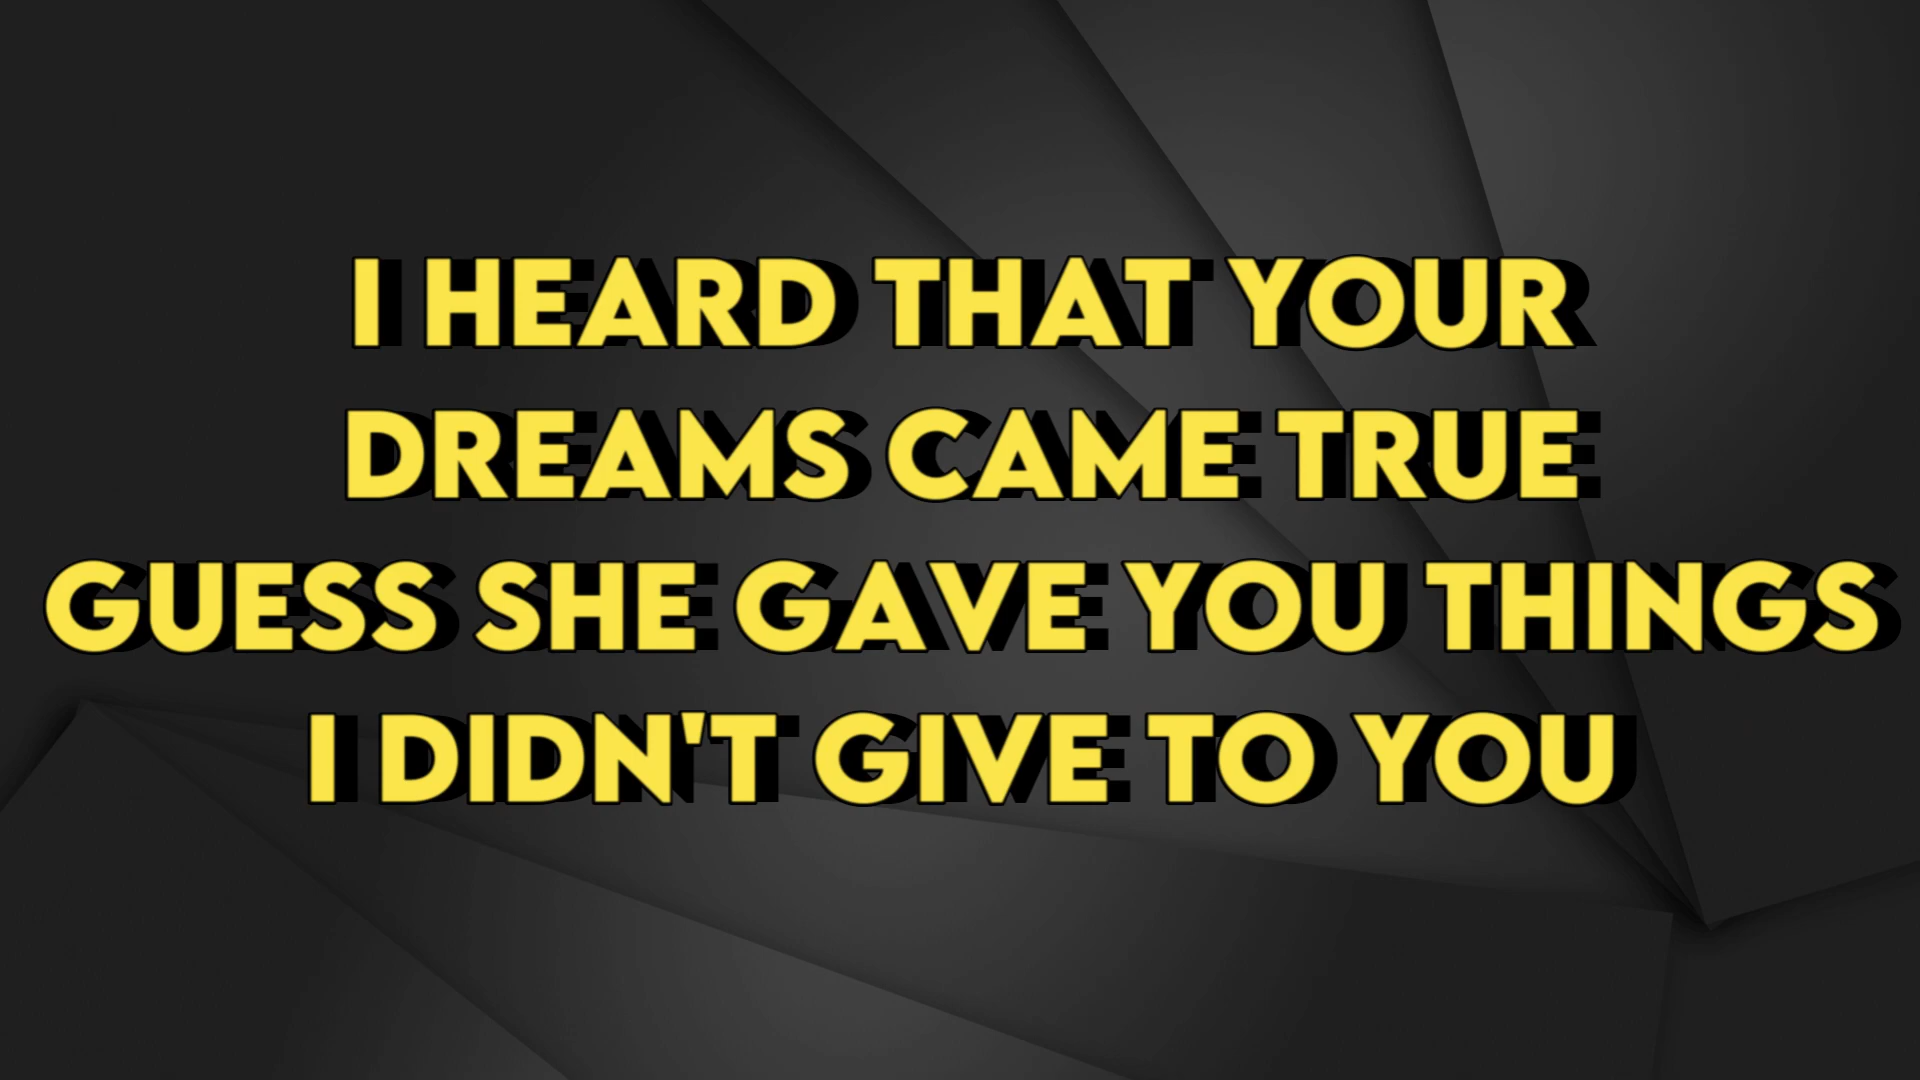 I HEARD THAT YOUR
DREAMS CAME TRUE
GUESS SHE GAVE YOU THINGS
I DIDN'T GIVE TO YOU